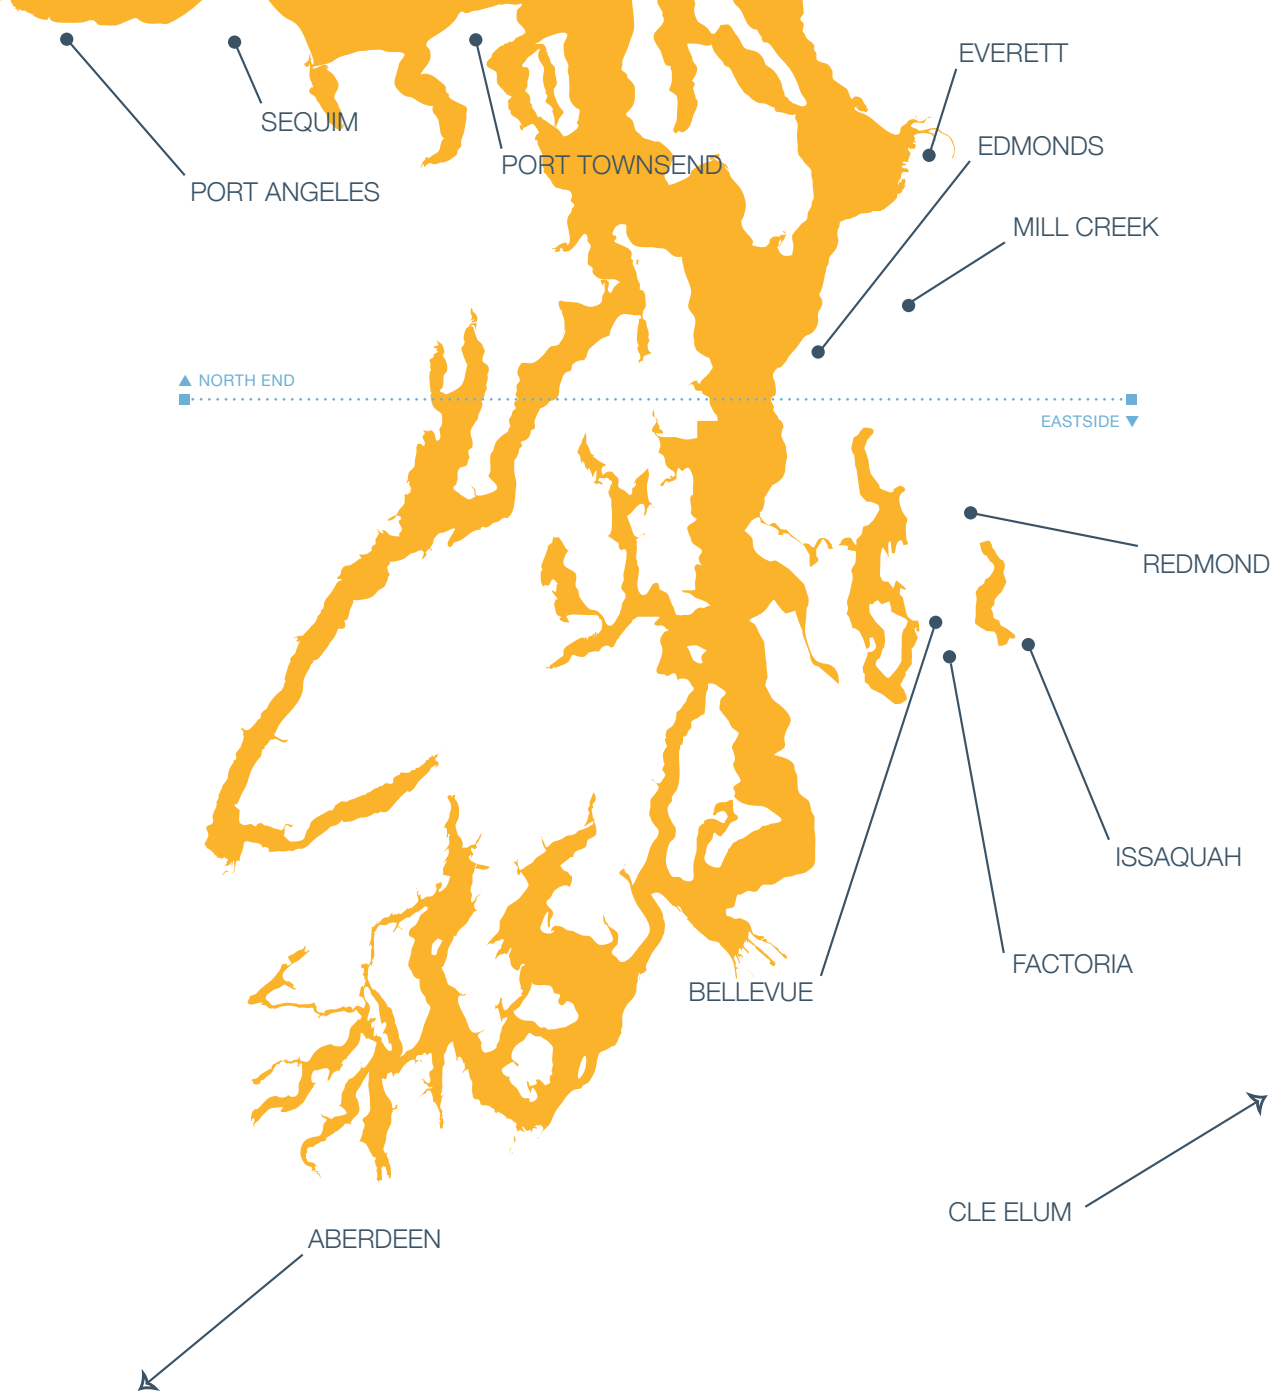 EVERETT
SEQUIM
EDMONDS
PORT TOWNSEND
PORT ANGELES
MILL CREEK
NORTH END
EASTSIDE
REDMOND
ISSAQUAH
FACTORIA
BELLEVUE
CLE ELUM
ABERDEEN